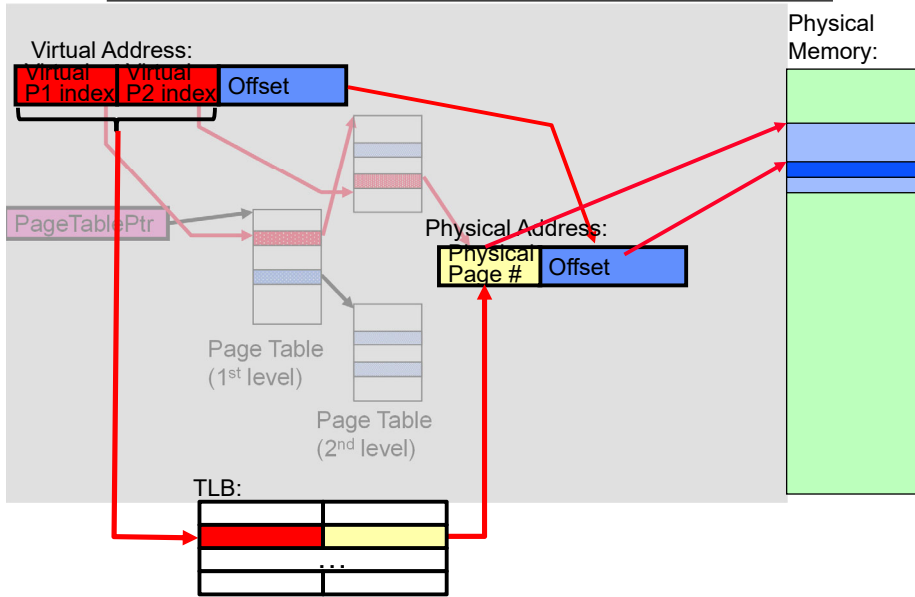 Physical
Memory:
Virtual Address:
Virtual
P1 index
Virtual
P2 index
Offset
PageTablePtr
Physical Address:
Physical
Page #
Offset
Page Table
(1st level)
Page Table
(2nd level)
TLB:
...